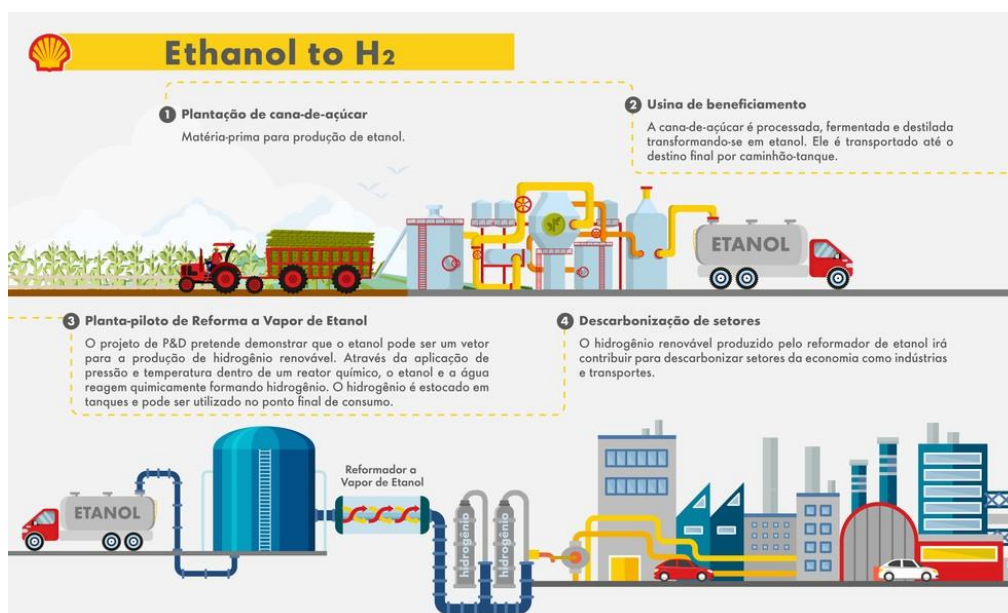 Ethanol to H2
1 Plantação de cana-de-açúcar
Matéria-prima para produção de etanol.
2 Usina de beneficiamento
A cana-de-açúcar é processada, fermentada e destilada
transformando-se em etanol. Ele é transportado até o
destino final por caminhão-tanque.
ETANOL
3 Planta-piloto de Reforma a Vapor de Etanol
O projeto de P&D pretende demonstrar que o etanol pode ser um vetor
para a produção de hidrogênio renovável. Através da aplicação de
pressão e temperatura dentro de um reator químico, o etanol e a água
reagem quimicamente formando hidrogênio. O hidrogênio é estocado em
tanques e pode ser utilizado no ponto final de consumo.
4 Descarbonização de setores
O hidrogênio renovável produzido pelo reformador de etanol irá
contribuir para descarbonizar setores da economia como indústrias
e transportes.
ETANOL
Reformador a
Vapor de Etanol
hidrogênio
hidrogênio